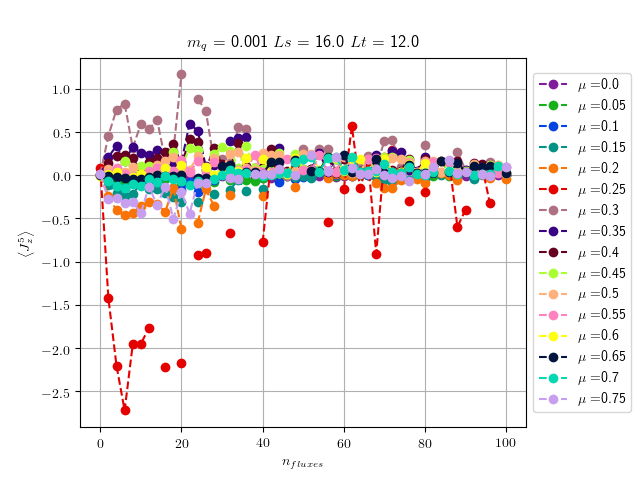 m_q = 0.001 Ls = 16.0 Lt = 12.0
1.0
0.5
0.0
−0.5
−1.0
−1.5
−2.0
−2.5
⟨J_z^5⟩
0 20 40 60 80 100
n_fluxes
μ = 0.0
μ = 0.05
μ = 0.1
μ = 0.15
μ = 0.2
μ = 0.25
μ = 0.3
μ = 0.35
μ = 0.4
μ = 0.45
μ = 0.5
μ = 0.55
μ = 0.6
μ = 0.65
μ = 0.7
μ = 0.75